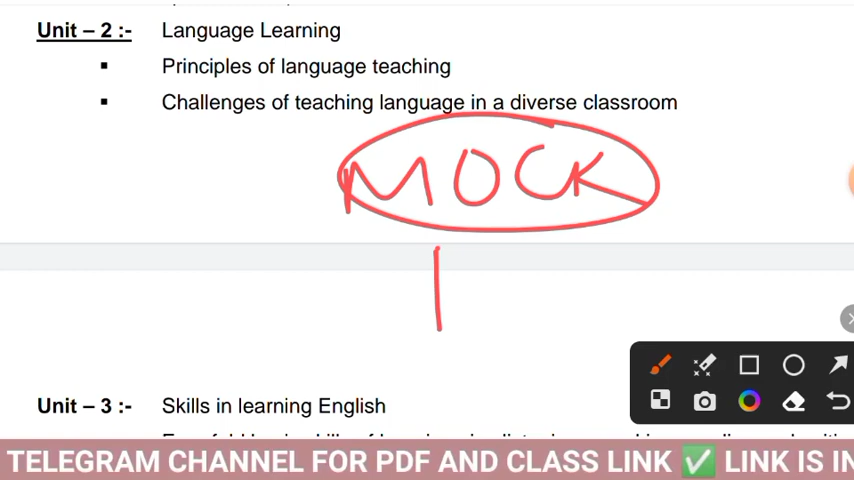 Unit – 2 :- Language Learning
▪ Principles of language teaching
▪ Challenges of teaching language in a diverse classroom
MOCK
Unit – 3 :- Skills in learning English
TELEGRAM CHANNEL FOR PDF AND CLASS LINK ✅ LINK IS IN